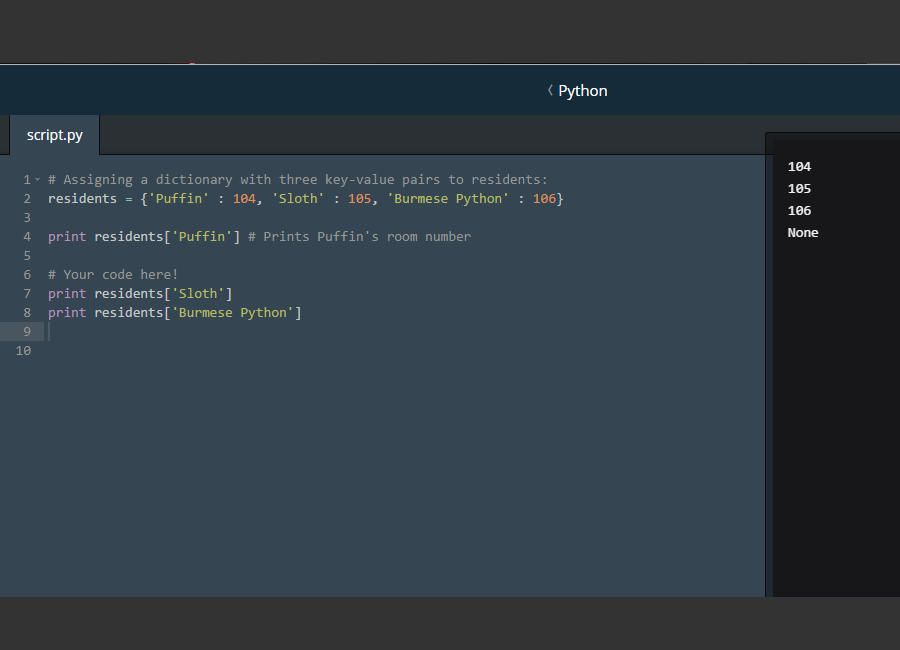 〈 Python
script.py
1 # Assigning a dictionary with three key-value pairs to residents:
2 residents = {'Puffin' : 104, 'Sloth' : 105, 'Burmese Python' : 106}
3
4 print residents['Puffin'] # Prints Puffin's room number
5
6 # Your code here!
7 print residents['Sloth']
8 print residents['Burmese Python']
9
10
104
105
106
None